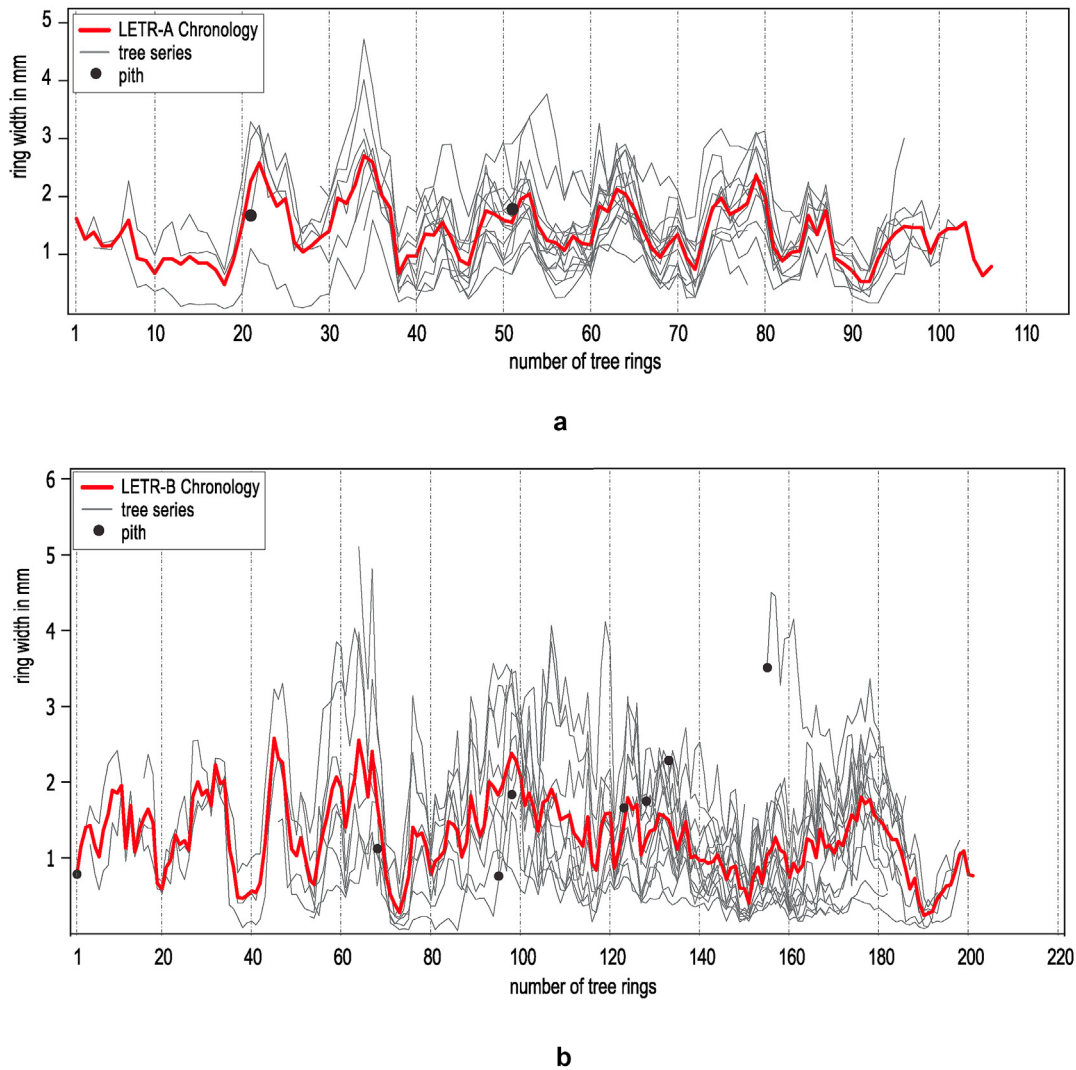 5
4
3
2
1
ring width in mm
LETR-A Chronology
tree series
pith
1 10 20 30 40 50 60 70 80 90 100 110
number of tree rings
a
6
5
4
3
2
1
ring width in mm
LETR-B Chronology
tree series
pith
1 20 40 60 80 100 120 140 160 180 200 220
number of tree rings
b